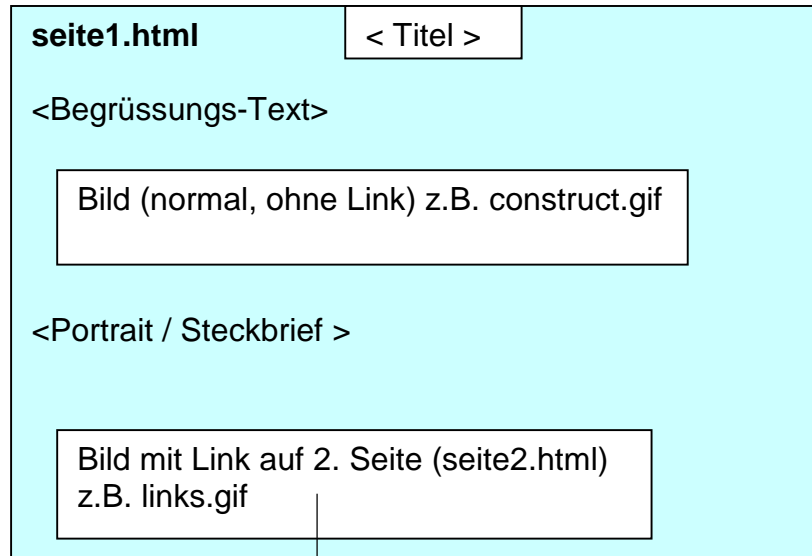 seite1.html < Titel >
<Begrüssungs-Text>
Bild (normal, ohne Link) z.B. construct.gif
<Portrait / Steckbrief >
Bild mit Link auf 2. Seite (seite2.html)
z.B. links.gif